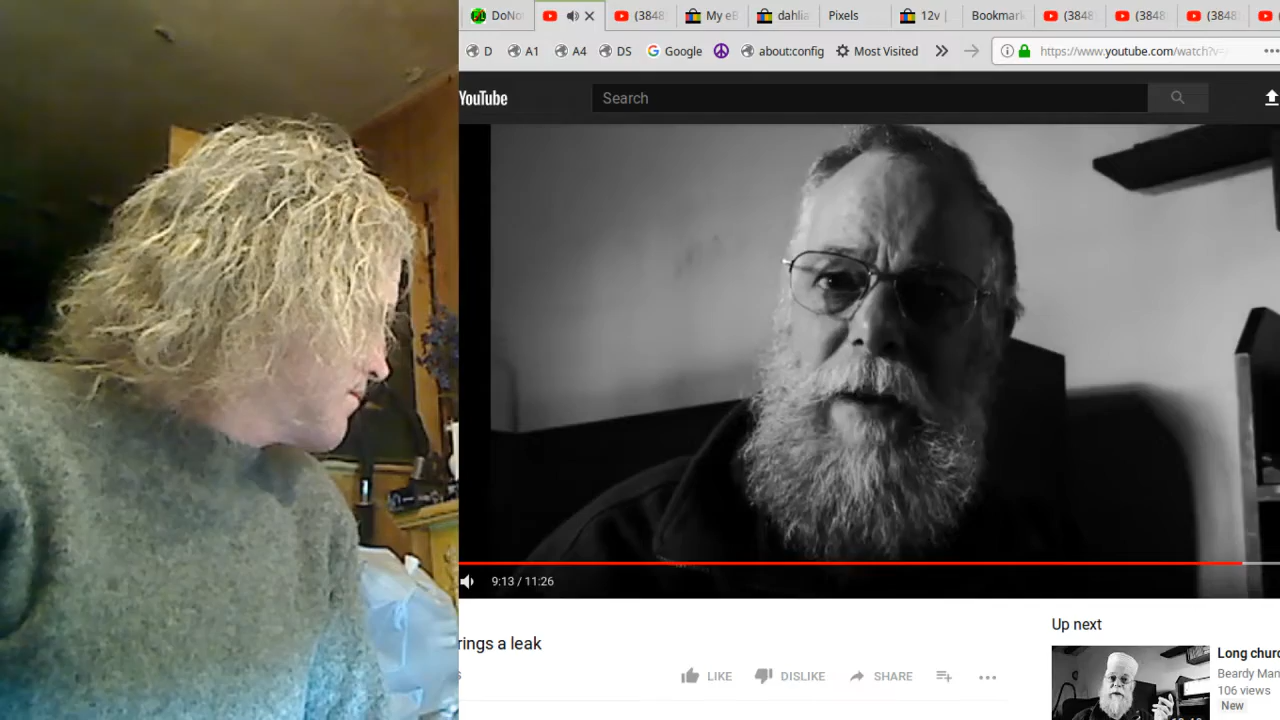 DoNo (3848 My eB dahlia Pixels 12v | Bookmark (3848 (3848 (3848
D A1 A4 DS Google about:config Most Visited https://www.youtube.com/watch?v=
YouTube Search
9:13 / 11:26
rings a leak
Up next
LIKE DISLIKE SHARE
Long churc
Beardy Man
106 views
New